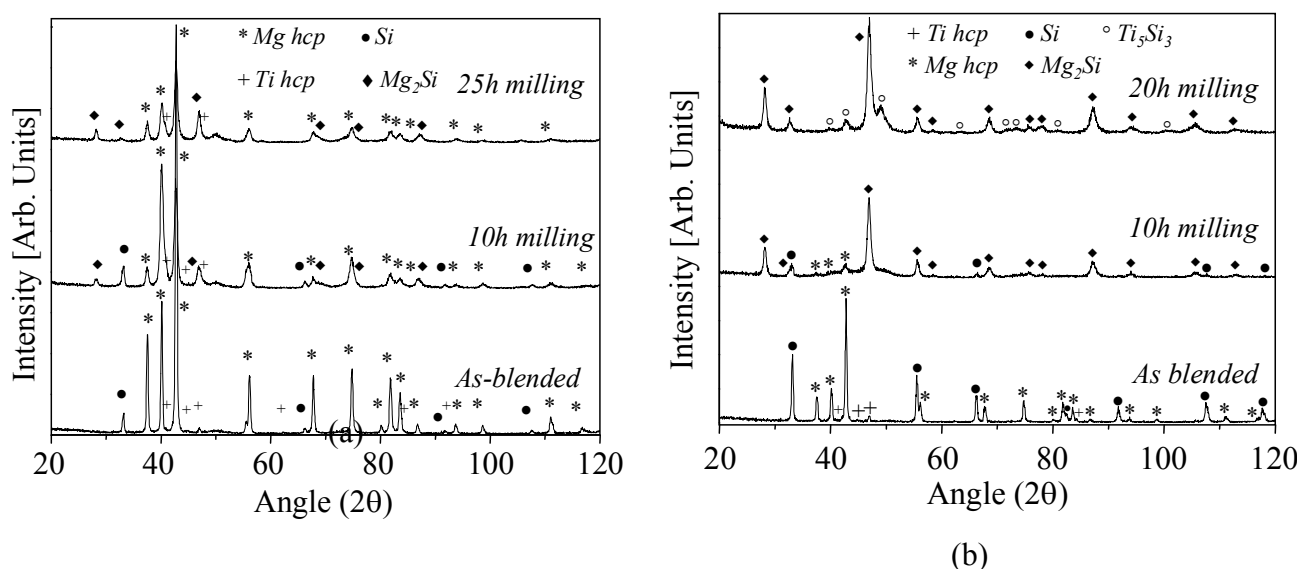 * Mg hcp ● Si
+ Ti hcp ◆ Mg₂Si
25h milling
10h milling
As-blended
(a)
Intensity [Arb. Units]
20 40 60 80 100 120
Angle (2θ)
+ Ti hcp ● Si ○ Ti₅Si₃
* Mg hcp ◆ Mg₂Si
20h milling
10h milling
As blended
Intensity [Arb. Units]
20 40 60 80 100 120
Angle (2θ)
(b)